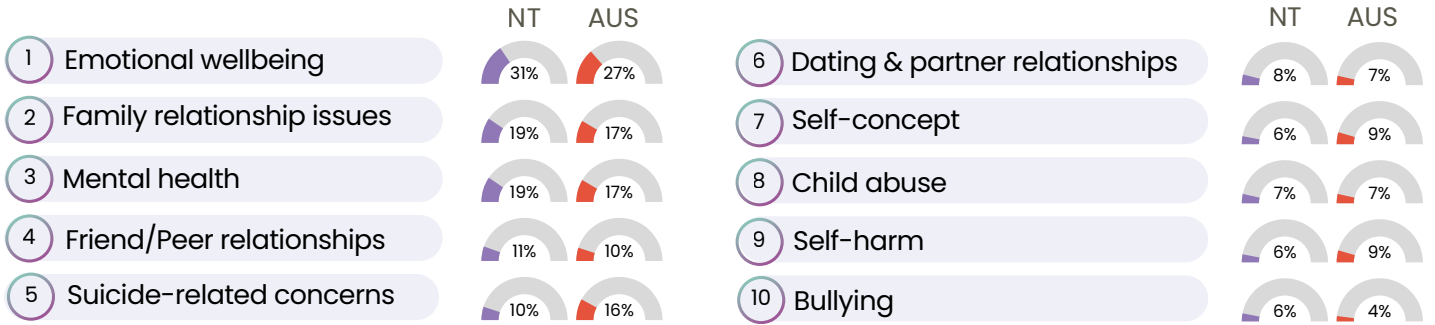 NT AUS
1 Emotional wellbeing 31% 27%
2 Family relationship issues 19% 17%
3 Mental health 19% 17%
4 Friend/Peer relationships 11% 10%
5 Suicide-related concerns 10% 16%
NT AUS
6 Dating & partner relationships 8% 7%
7 Self-concept 6% 9%
8 Child abuse 7% 7%
9 Self-harm 6% 9%
10 Bullying 6% 4%